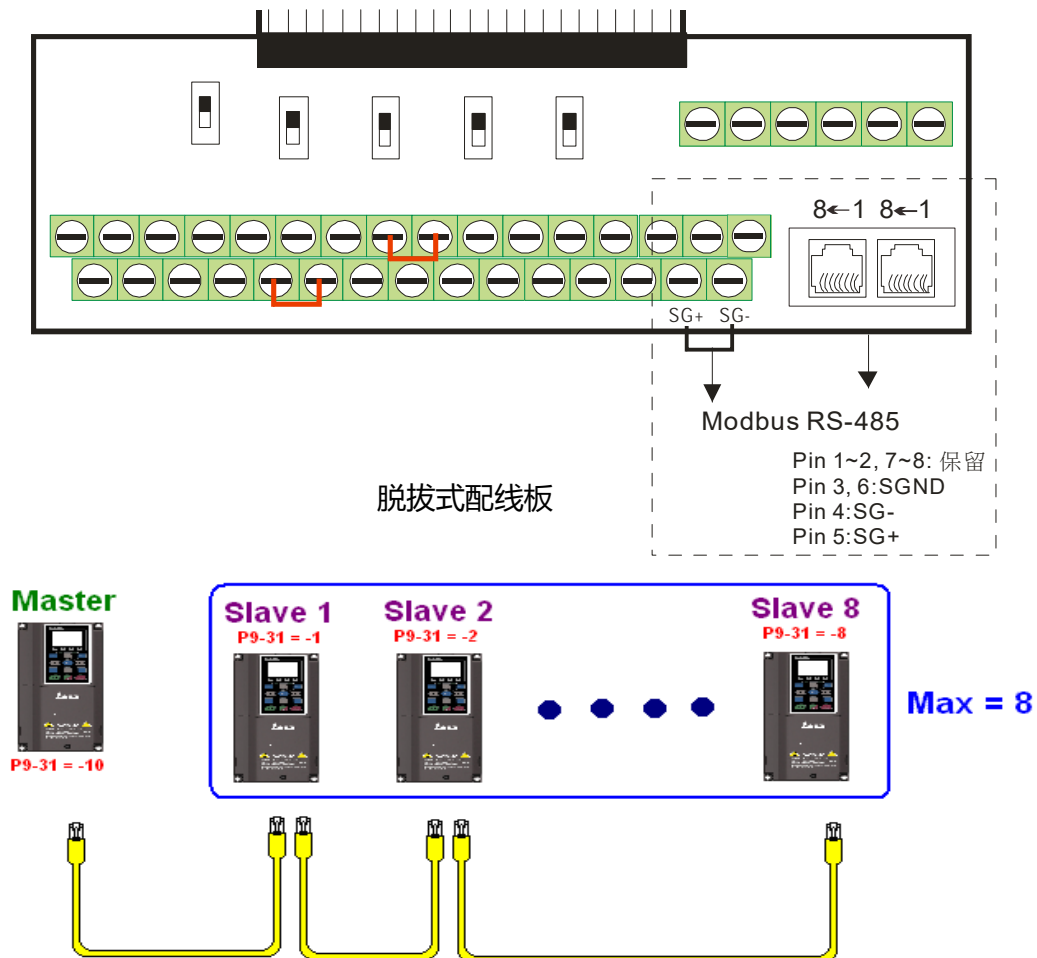 8←1 8←1
SG+ SG-
Modbus RS-485
Pin 1~2, 7~8: 保留
Pin 3, 6:SGND
Pin 4:SG-
Pin 5:SG+
脱拔式配线板
Master
Slave 1
Slave 2
Slave 8
P9-31 = -1
P9-31 = -2
P9-31 = -8
Max = 8
P9-31 = -10